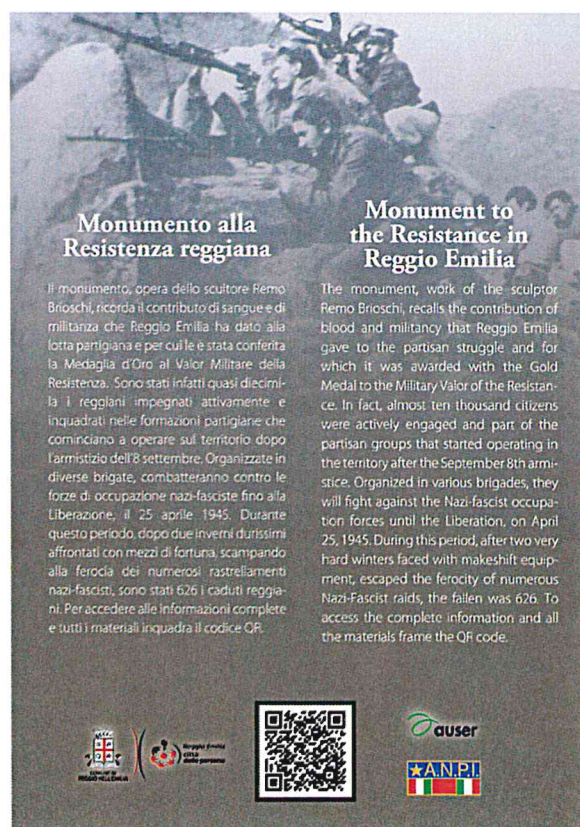 Monumento alla
Resistenza reggiana
Il monumento, opera dello scultore Remo
Brioschi, ricorda il contributo di sangue e di
militanza che Reggio Emilia ha dato alla
lotta partigiana e per cui le è stata conferita
la Medaglia d'Oro al Valor Militare della
Resistenza. Sono stati infatti quasi diecimi-
la i reggiani impegnati attivamente e
inquadrati nelle formazioni partigiane che
cominciano a operare sul territorio dopo
l'armistizio dell'8 settembre. Organizzate in
diverse brigate, combatteranno contro le
forze di occupazione nazi-fasciste fino alla
Liberazione, il 25 aprile 1945. Durante
questo periodo, dopo due inverni durissimi
affrontati con mezzi di fortuna, scampando
alla ferocia dei numerosi rastrellamenti
nazi-fascisti, sono stati 626 i caduti reggia-
ni. Per accedere alle informazioni complete
e tutti i materiali inquadra il codice QR.
Monument to
the Resistance in
Reggio Emilia
The monument, work of the sculptor
Remo Brioschi, recalls the contribution of
blood and militancy that Reggio Emilia
gave to the partisan struggle and for
which it was awarded with the Gold
Medal to the Military Valor of the Resistan-
ce. In fact, almost ten thousand citizens
were actively engaged and part of the
partisan groups that started operating in
the territory after the September 8th armi-
stice. Organized in various brigades, they
will fight against the Nazi-fascist occupa-
tion forces until the Liberation, on April
25, 1945. During this period, after two very
hard winters faced with makeshift equip-
ment, escaped the ferocity of numerous
Nazi-Fascist raids, the fallen was 626. To
access the complete information and all
the materials frame the QR code.
COMUNE DI
REGGIO NELL'EMILIA
Reggio Emilia
città
delle persone
auser
A.N.P.I.